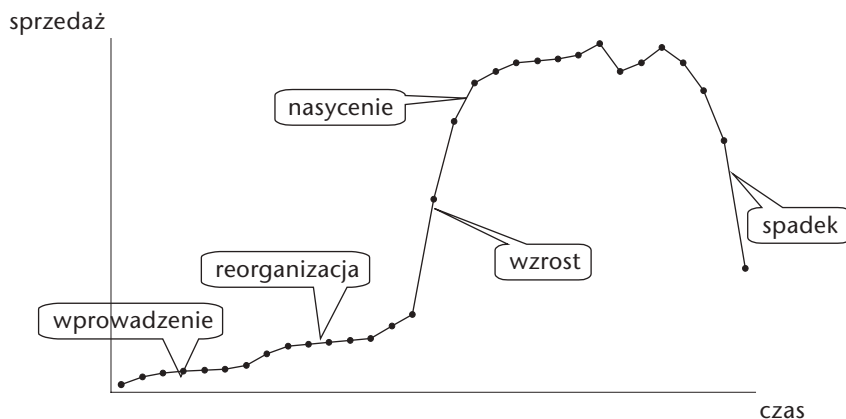 sprzedaż
nasycenie
spadek
wzrost
reorganizacja
wprowadzenie
czas